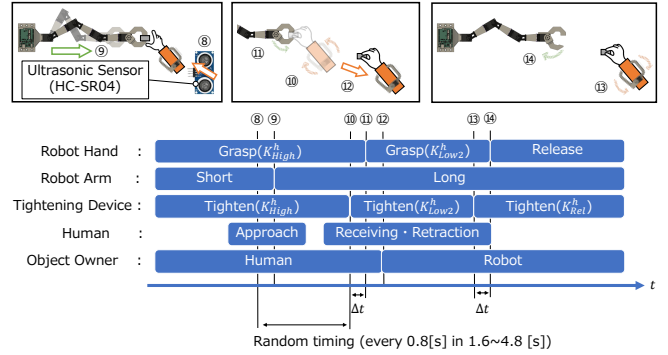 ⑨
⑧
Ultrasonic Sensor
(HC-SR04)
⑪
⑩
⑫
⑭
⑬
⑧ ⑨ ⑩ ⑪ ⑫ ⑬ ⑭
Robot Hand : Grasp(K^h_High) Grasp(K^h_Low2) Release
Robot Arm : Short Long
Tightening Device : Tighten(K^h_High) Tighten(K^h_Low2) Tighten(K^h_Rel)
Human : Approach Receiving・Retraction
Object Owner : Human Robot
t
Δt Δt
Random timing (every 0.8[s] in 1.6~4.8 [s])